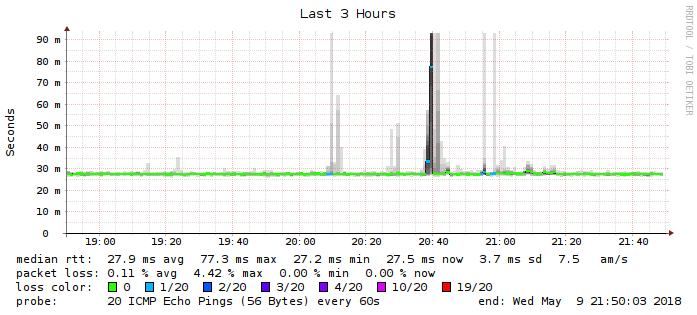 Last 3 Hours
RRDTOOL / TOBI OETIKER
Seconds
90 m
80 m
70 m
60 m
50 m
40 m
30 m
20 m
10 m
0
19:00 19:20 19:40 20:00 20:20 20:40 21:00 21:20 21:40
median rtt: 27.9 ms avg 77.3 ms max 27.2 ms min 27.5 ms now 3.7 ms sd 7.5 am/s
packet loss: 0.11 % avg 4.42 % max 0.00 % min 0.00 % now
loss color: 0 1/20 2/20 3/20 4/20 10/20 19/20
probe: 20 ICMP Echo Pings (56 Bytes) every 60s end: Wed May 9 21:50:03 2018